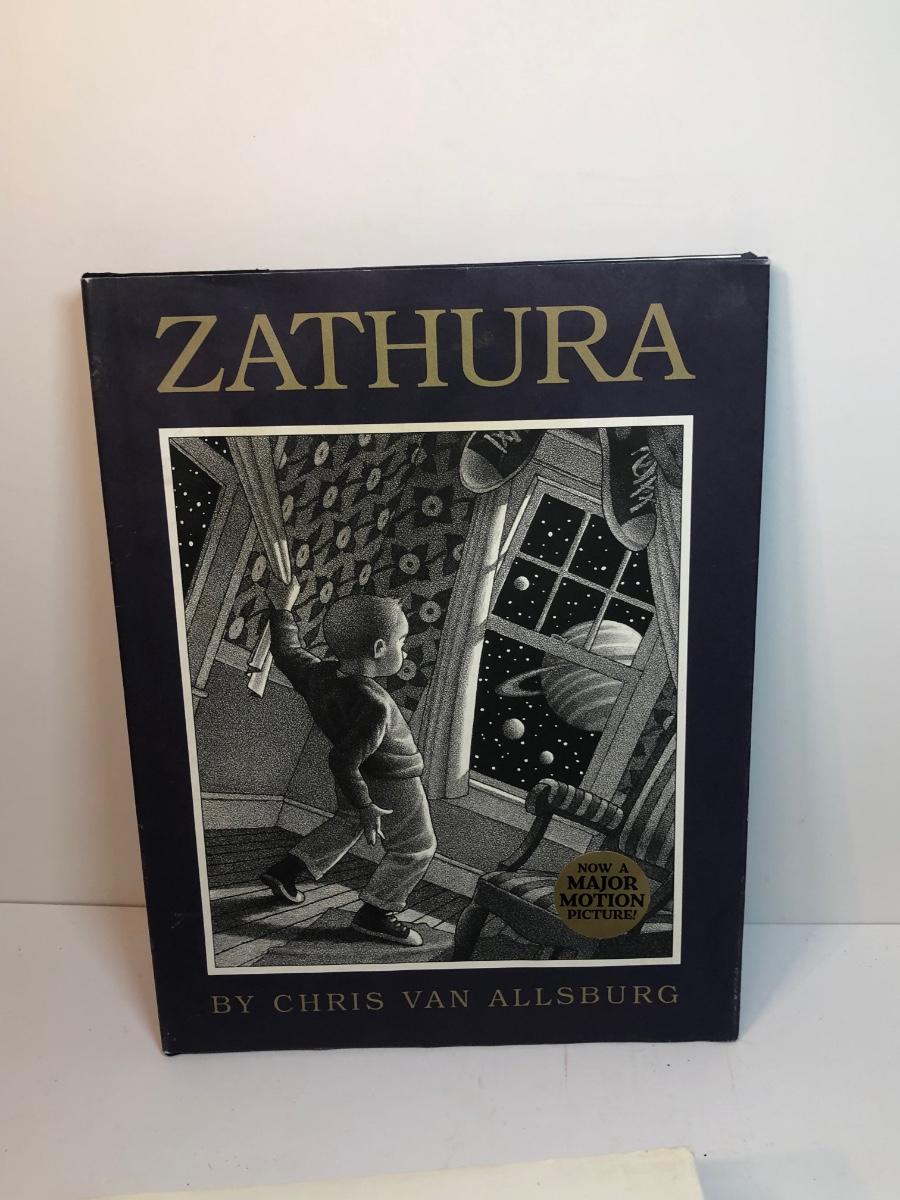 ZATHURA
NOW A
MAJOR
MOTION
PICTURE!
BY CHRIS VAN ALLSBURG